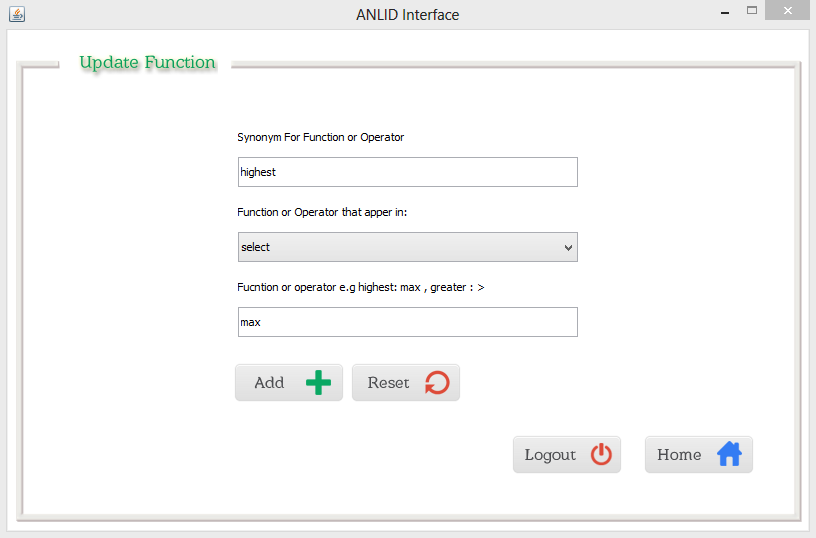 ANLID Interface
Update Function
Synonym For Function or Operator
highest
Function or Operator that apper in:
select
Fucntion or operator e.g highest: max , greater : >
max
Add Reset
Logout Home